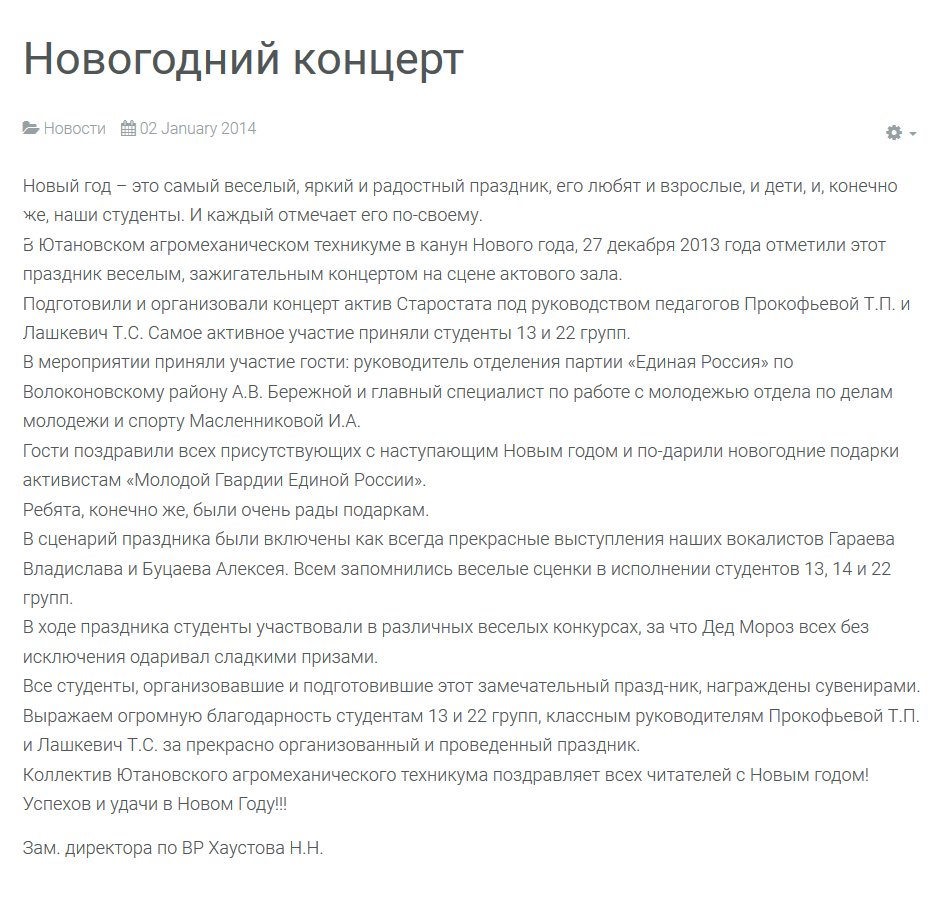 Новогодний концерт
Новости 02 January 2014
Новый год – это самый веселый, яркий и радостный праздник, его любят и взрослые, и дети, и, конечно
же, наши студенты. И каждый отмечает его по-своему.
В Ютановском агромеханическом техникуме в канун Нового года, 27 декабря 2013 года отметили этот
праздник веселым, зажигательным концертом на сцене актового зала.
Подготовили и организовали концерт актив Старостата под руководством педагогов Прокофьевой Т.П. и
Лашкевич Т.С. Самое активное участие приняли студенты 13 и 22 групп.
В мероприятии приняли участие гости: руководитель отделения партии «Единая Россия» по
Волоконовскому району А.В. Бережной и главный специалист по работе с молодежью отдела по делам
молодежи и спорту Масленниковой И.А.
Гости поздравили всех присутствующих с наступающим Новым годом и по-дарили новогодние подарки
активистам «Молодой Гвардии Единой России».
Ребята, конечно же, были очень рады подаркам.
В сценарий праздника были включены как всегда прекрасные выступления наших вокалистов Гараева
Владислава и Буцаева Алексея. Всем запомнились веселые сценки в исполнении студентов 13, 14 и 22
групп.
В ходе праздника студенты участвовали в различных веселых конкурсах, за что Дед Мороз всех без
исключения одаривал сладкими призами.
Все студенты, организовавшие и подготовившие этот замечательный празд-ник, награждены сувенирами.
Выражаем огромную благодарность студентам 13 и 22 групп, классным руководителям Прокофьевой Т.П.
и Лашкевич Т.С. за прекрасно организованный и проведенный праздник.
Коллектив Ютановского агромеханического техникума поздравляет всех читателей с Новым годом!
Успехов и удачи в Новом Году!!!
Зам. директора по ВР Хаустова Н.Н.